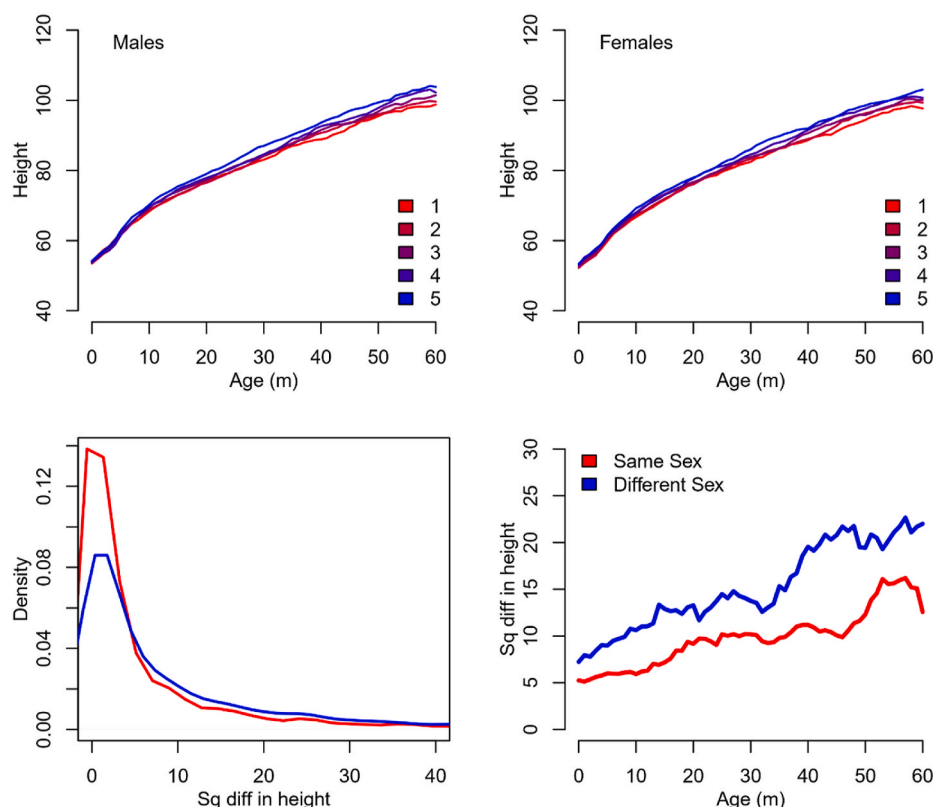 Males
Height
120
100
80
60
40
1
2
3
4
5
0 10 20 30 40 50 60
Age (m)
Females
Height
120
100
80
60
40
1
2
3
4
5
0 10 20 30 40 50 60
Age (m)
Density
0.12
0.08
0.04
0.00
0 10 20 30 40
Sq diff in height
Same Sex
Different Sex
Sq diff in height
30
25
20
15
10
5
0
0 10 20 30 40 50 60
Age (m)